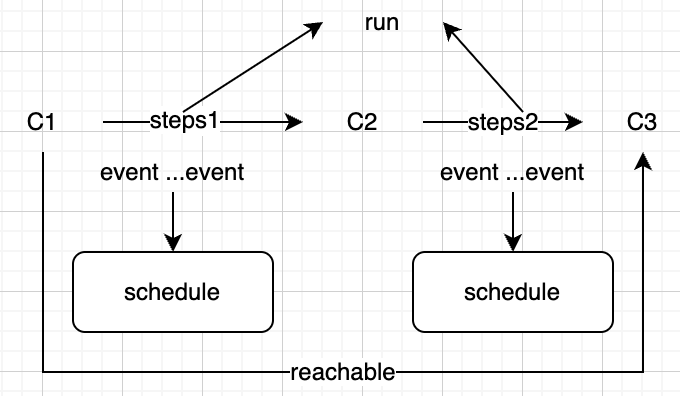 run
C1 steps1 C2 steps2 C3
event ...event event ...event
schedule schedule
reachable